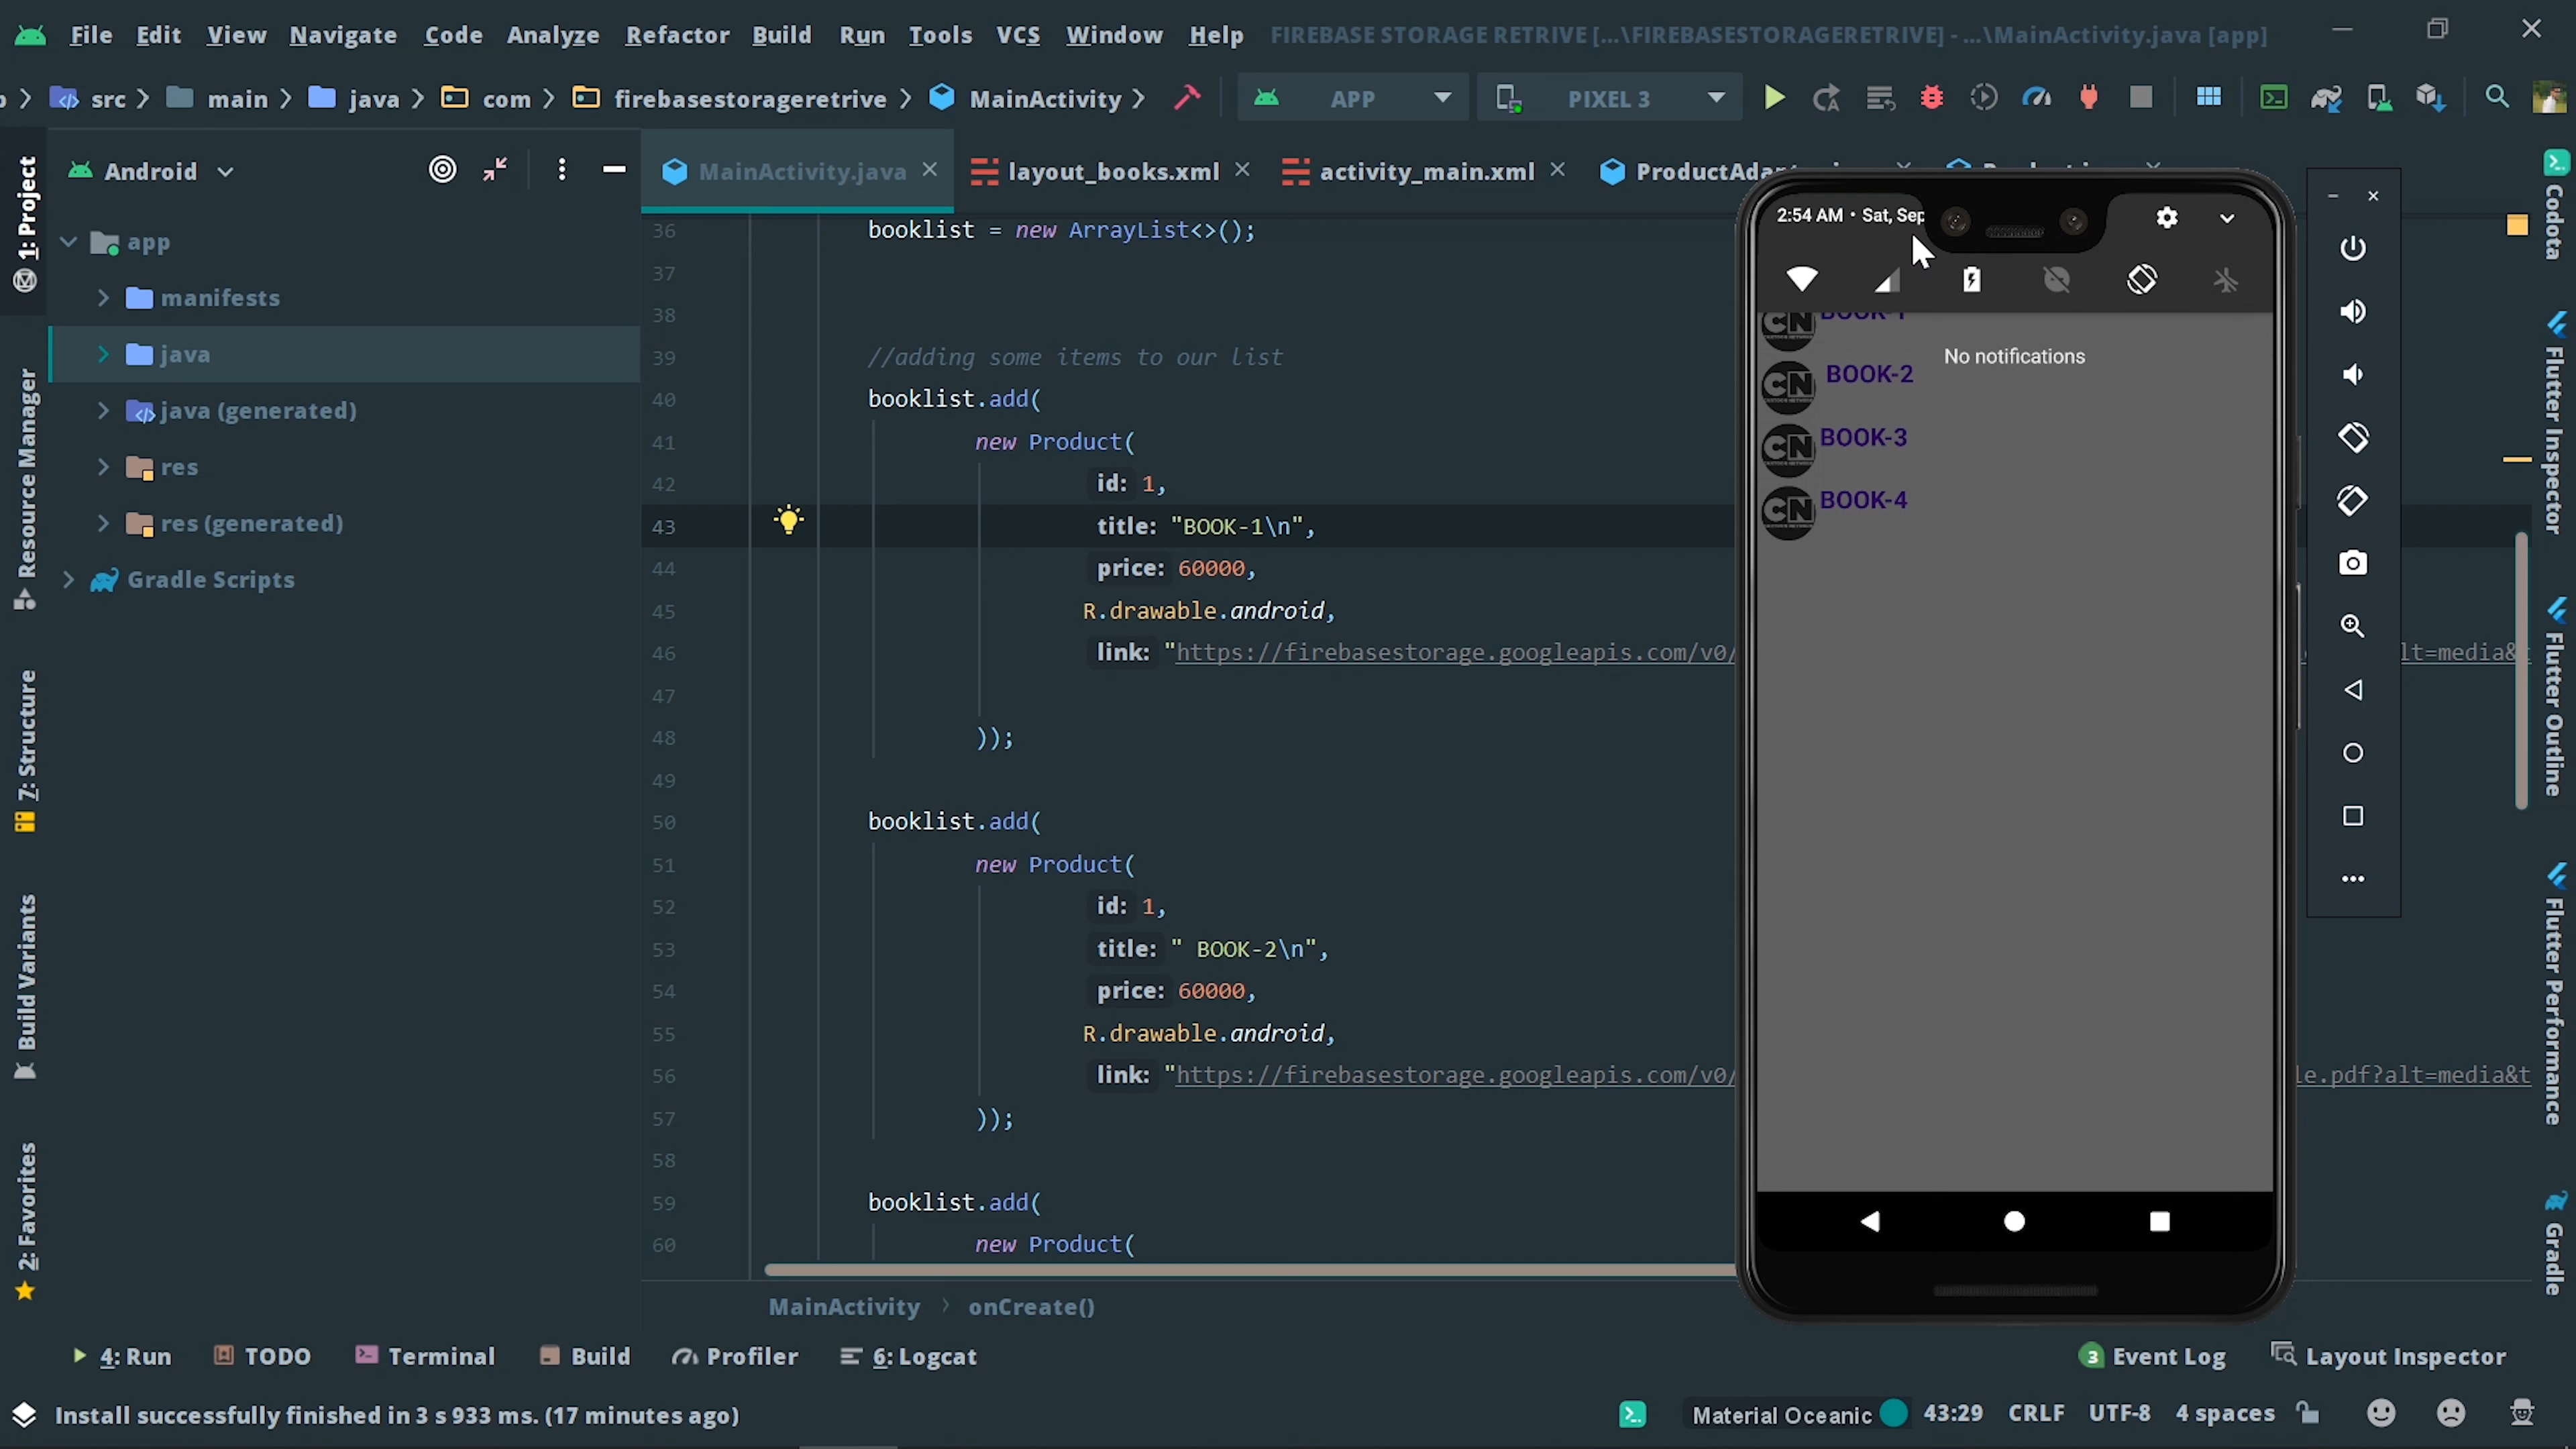 File Edit View Navigate Code Analyze Refactor Build Run Tools VCS Window Help FIREBASE STORAGE RETRIVE [...\FIREBASESTORAGERETRIVE] - ...\MainActivity.java [app]
src main java com firebasestorageretrive MainActivity APP PIXEL 3
Android
MainActivity.java layout_books.xml activity_main.xml
app
manifests
java
java (generated)
res
res (generated)
Gradle Scripts
1: Project
Resource Manager
7: Structure
Build Variants
2: Favorites
36 booklist = new ArrayList<>();
37
38
39 //adding some items to our list
40 booklist.add(
41 new Product(
42 id: 1,
43 title: "BOOK-1\n",
44 price: 60000,
45 R.drawable.android,
46 link: "https://firebasestorage.googleapis.com/v0/ lt=media&t
47
48 ));
49
50 booklist.add(
51 new Product(
52 id: 1,
53 title: " BOOK-2\n",
54 price: 60000,
55 R.drawable.android,
56 link: "https://firebasestorage.googleapis.com/v0/ le.pdf?alt=media&t
57 ));
58
59 booklist.add(
60 new Product(
MainActivity onCreate()
2:54 AM • Sat, Sep
No notifications
CN BOOK-1
CN BOOK-2
CN BOOK-3
CN BOOK-4
Codota
Flutter Inspector
Flutter Outline
Flutter Performance
Gradle
4: Run TODO Terminal Build Profiler 6: Logcat 3 Event Log Layout Inspector
Install successfully finished in 3 s 933 ms. (17 minutes ago) Material Oceanic 43:29 CRLF UTF-8 4 spaces